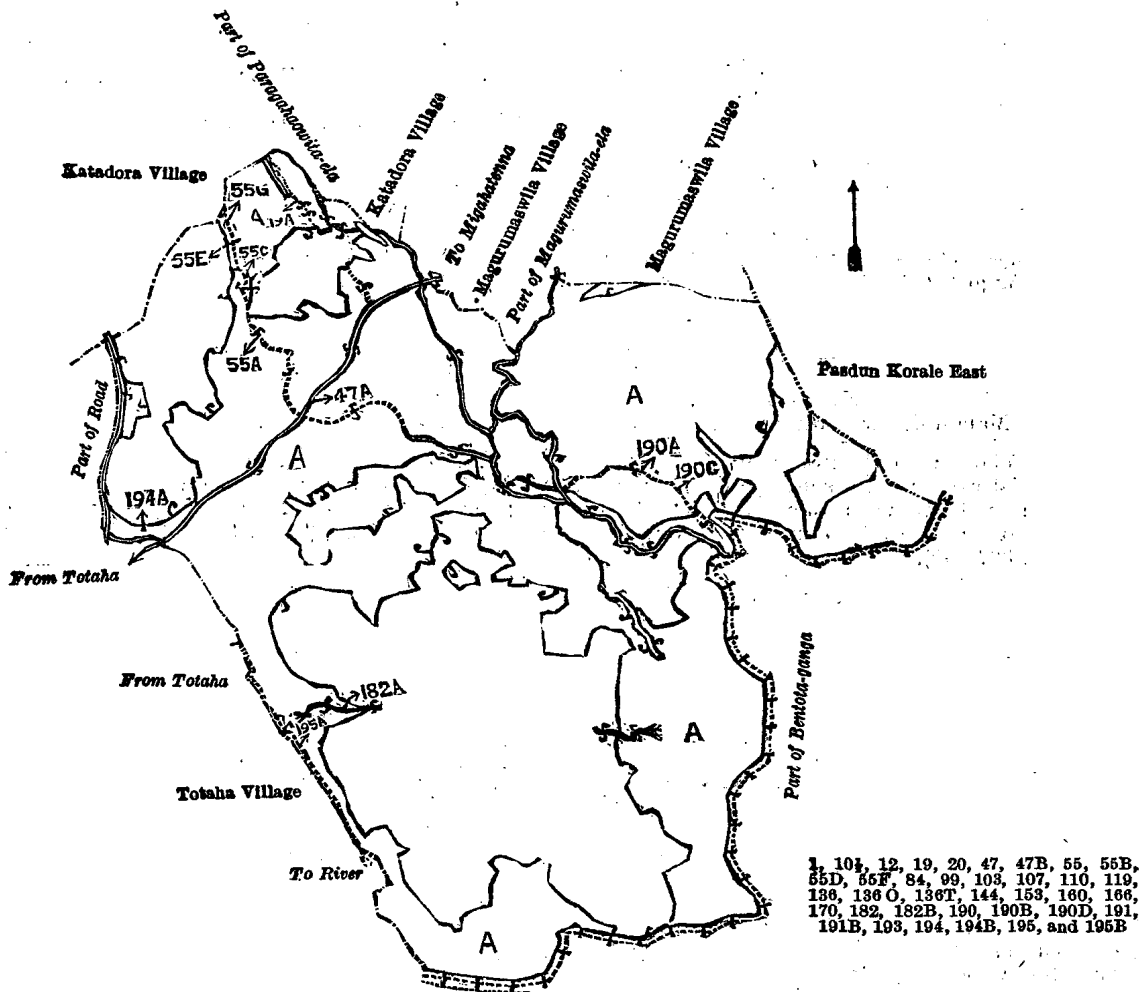 Part of Paragahaowita-ela
Katadora Village
Katadora Village
To Migahatenna
Magurumaswila Village
Part of Magurumaswila-ela
Magurumaswila Village
55G
A
19A
55E
55C
55A
47A
Pasdun Korale East
A
Part of Road
A
190A
190C
194A
From Totaha
From Totaha
182A
195A
A
Part of Bentota-ganga
Totaha Village
To River
A
1, 10½, 12, 19, 20, 47, 47B, 55, 55B,
55D, 55F, 84, 99, 103, 107, 110, 119,
136, 136 O, 136T, 144, 153, 160, 166,
170, 182, 182B, 190, 190B, 190D, 191,
191B, 193, 194, 194B, 195, and 195B